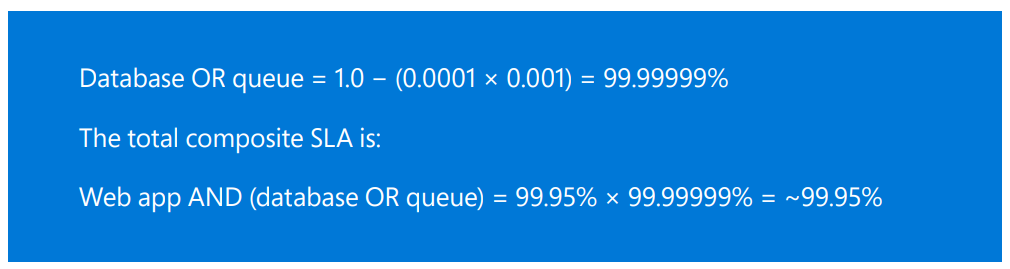 Database OR queue = 1.0 − (0.0001 × 0.001) = 99.99999%
The total composite SLA is:
Web app AND (database OR queue) = 99.95% × 99.99999% = ~99.95%